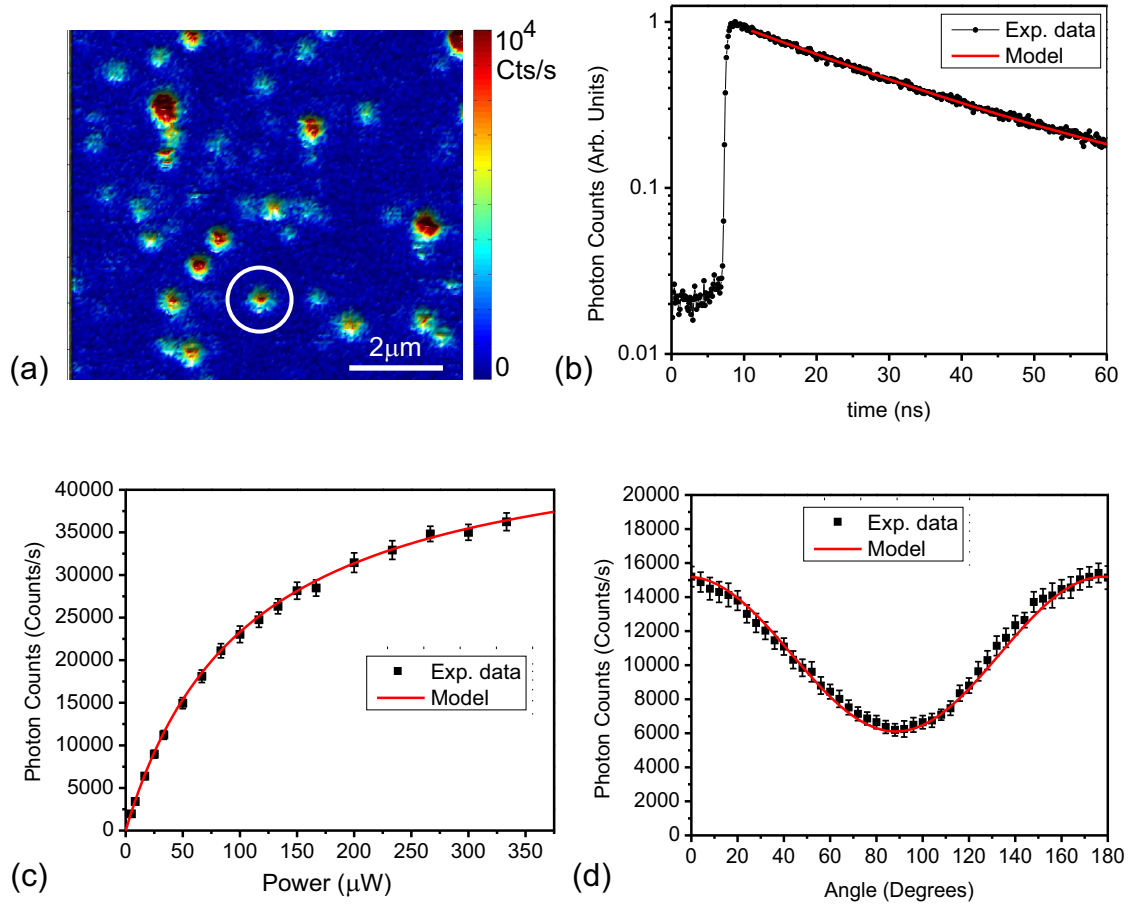 10⁴
Cts/s
0
2μm
(a)
Photon Counts (Arb. Units)
1
0.1
0.01
0 10 20 30 40 50 60
time (ns)
Exp. data
Model
(b)
Photon Counts (Counts/s)
40000
35000
30000
25000
20000
15000
10000
5000
0
0 50 100 150 200 250 300 350
Power (μW)
Exp. data
Model
(c)
Photon Counts (Counts/s)
20000
18000
16000
14000
12000
10000
8000
6000
4000
2000
0
0 20 40 60 80 100 120 140 160 180
Angle (Degrees)
Exp. data
Model
(d)